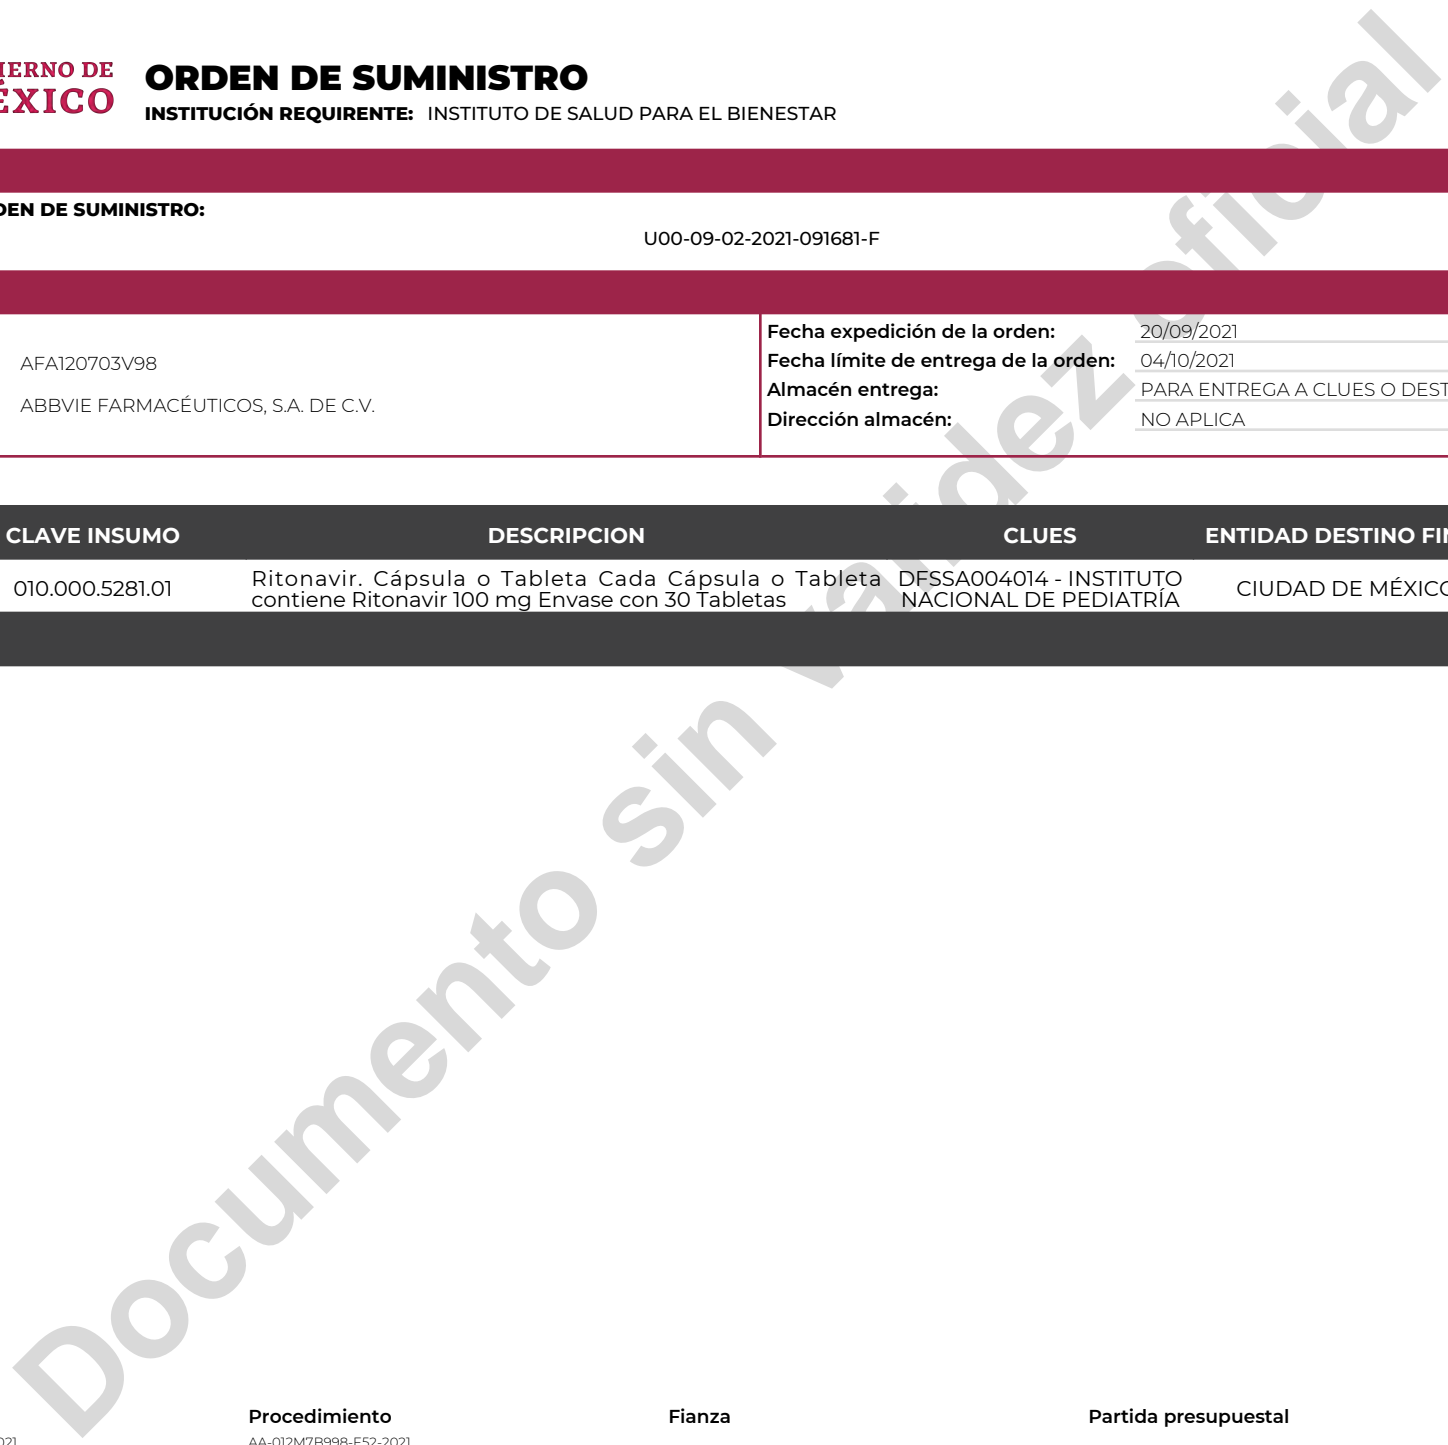 IERNO DE
ÉXICO
ORDEN DE SUMINISTRO
INSTITUCIÓN REQUIRENTE: INSTITUTO DE SALUD PARA EL BIENESTAR
DEN DE SUMINISTRO:
U00-09-02-2021-091681-F
AFA120703V98
ABBVIE FARMACÉUTICOS, S.A. DE C.V.
Fecha expedición de la orden: 20/09/2021
Fecha límite de entrega de la orden: 04/10/2021
Almacén entrega: PARA ENTREGA A CLUES O DEST
Dirección almacén: NO APLICA
CLAVE INSUMO DESCRIPCION CLUES ENTIDAD DESTINO FIN
010.000.5281.01
Ritonavir. Cápsula o Tableta Cada Cápsula o Tableta
contiene Ritonavir 100 mg Envase con 30 Tabletas
DFSSA004014 - INSTITUTO
NACIONAL DE PEDIATRÍA
CIUDAD DE MÉXICO
Documento sin validez oficial
Procedimiento Fianza Partida presupuestal
021 AA-012M7B998-E52-2021